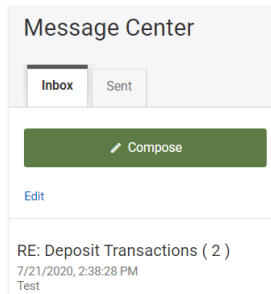 Message Center
Inbox Sent
Compose
Edit
RE: Deposit Transactions ( 2 )
7/21/2020, 2:38:28 PM
Test